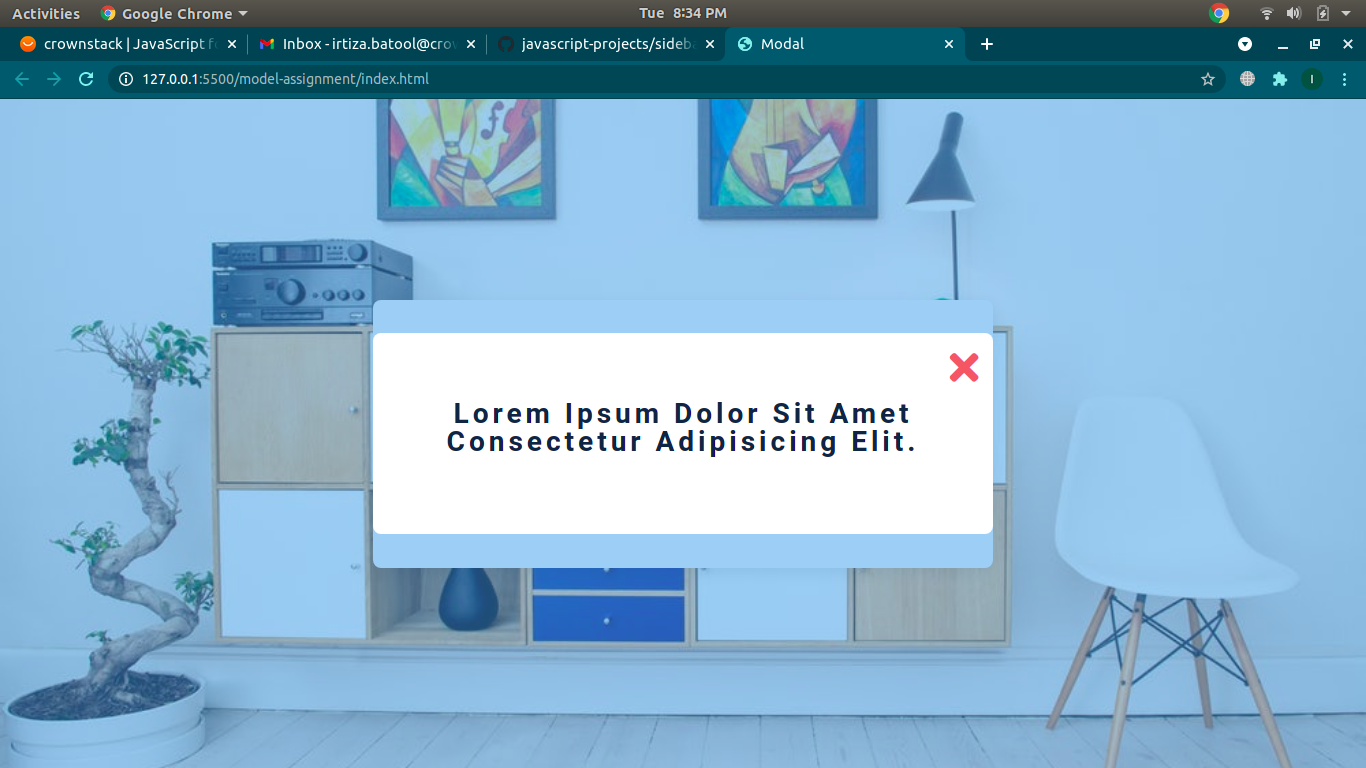 Activities
Google Chrome
Tue 8:34 PM
crownstack | JavaScript f
Inbox - irtiza.batool@cro
javascript-projects/sideb
Modal
127.0.0.1:5500/model-assignment/index.html
I
Lorem Ipsum Dolor Sit Amet
Consectetur Adipisicing Elit.